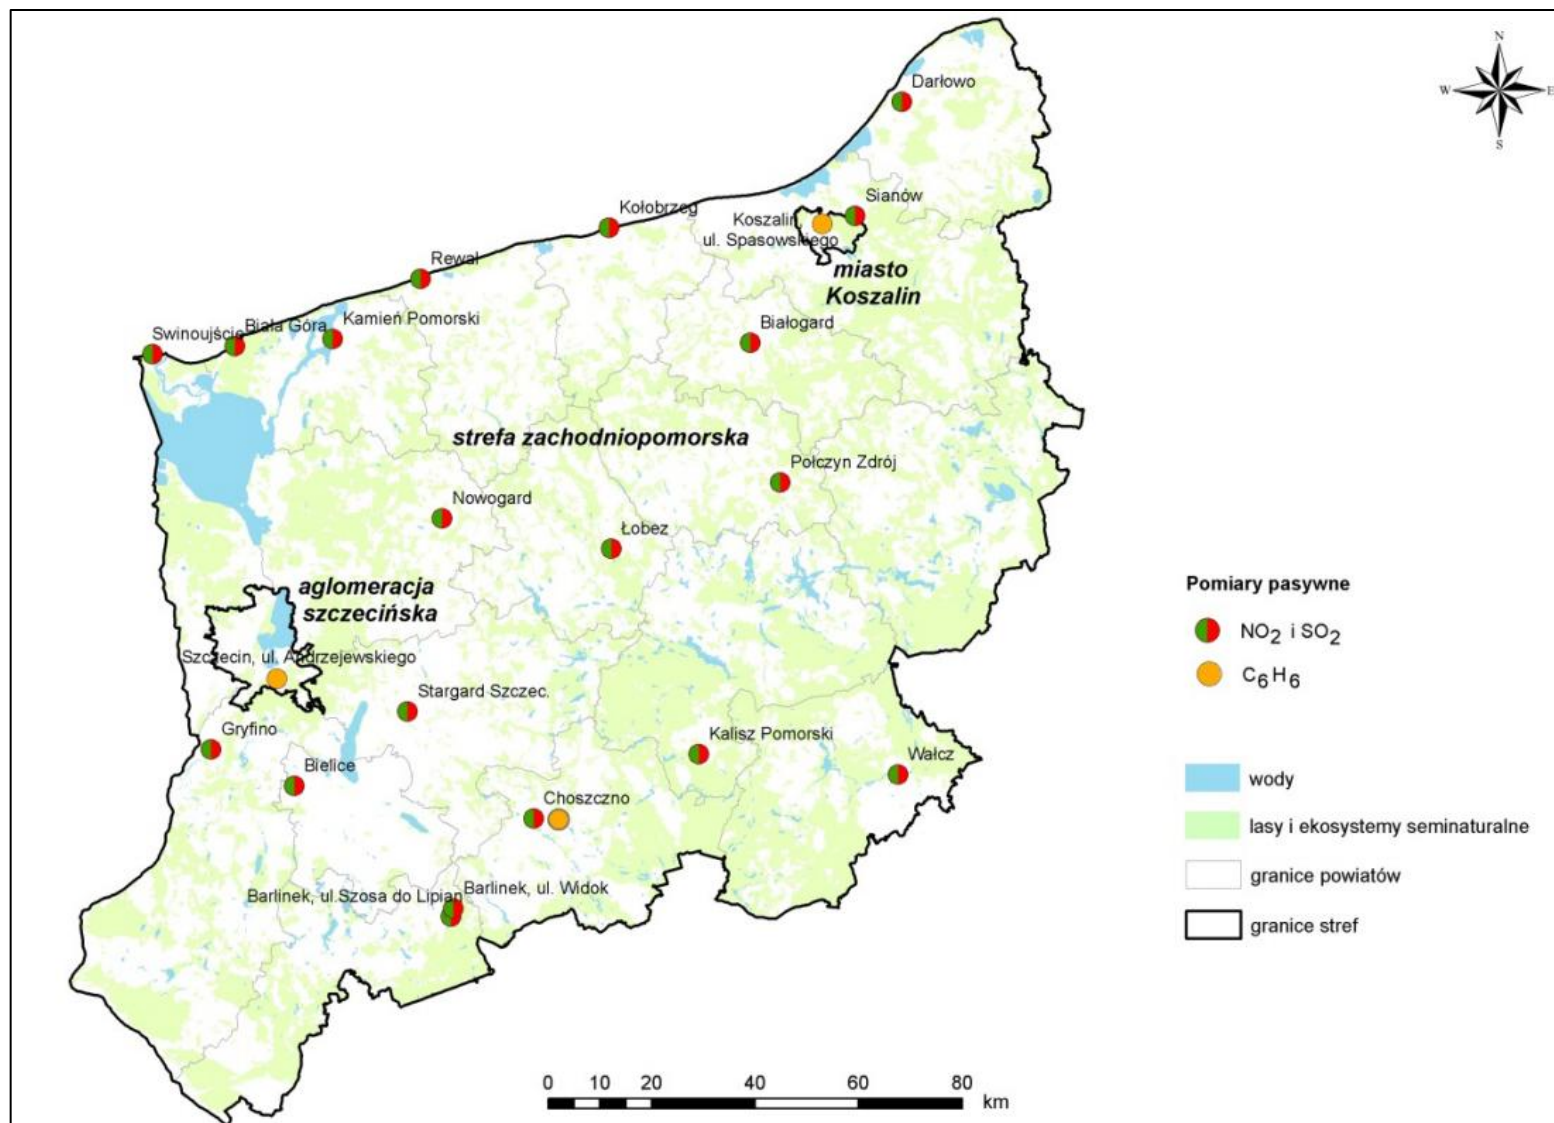 N
W
E
S
Darłowo
Sianów
Kołobrzeg
Koszalin,
ul. Spasowskiego
miasto
Koszalin
Rewal
Swinoujście
Biała Góra
Kamień Pomorski
Białogard
strefa zachodniopomorska
Połczyn Zdrój
Nowogard
Łobez
aglomeracja
szczecińska
Szczecin, ul. Andrzejewskiego
Stargard Szczec.
Gryfino
Bielice
Kalisz Pomorski
Wałcz
Choszczno
Barlinek, ul. Widok
Barlinek, ul.Szosa do Lipian
Pomiary pasywne
NO2 i SO2
C6H6
wody
lasy i ekosystemy seminaturalne
granice powiatów
granice stref
0 10 20 40 60 80
km